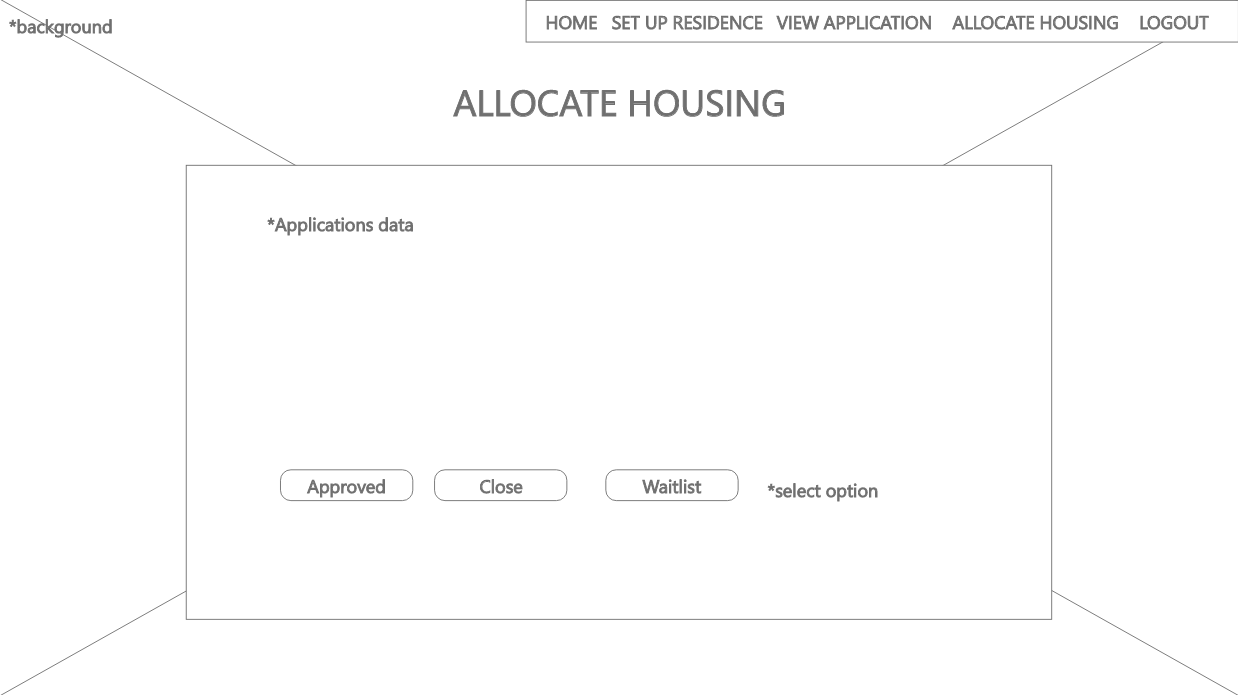 *background
HOME SET UP RESIDENCE VIEW APPLICATION ALLOCATE HOUSING LOGOUT
ALLOCATE HOUSING
*Applications data
Approved Close Waitlist *select option